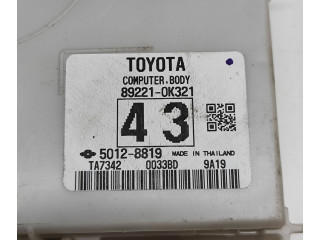 TOYOTA
COMPUTER, BODY
89221-0K321
43
5012-8819 MADE IN THAILAND
TA7342 0033BD 9A19